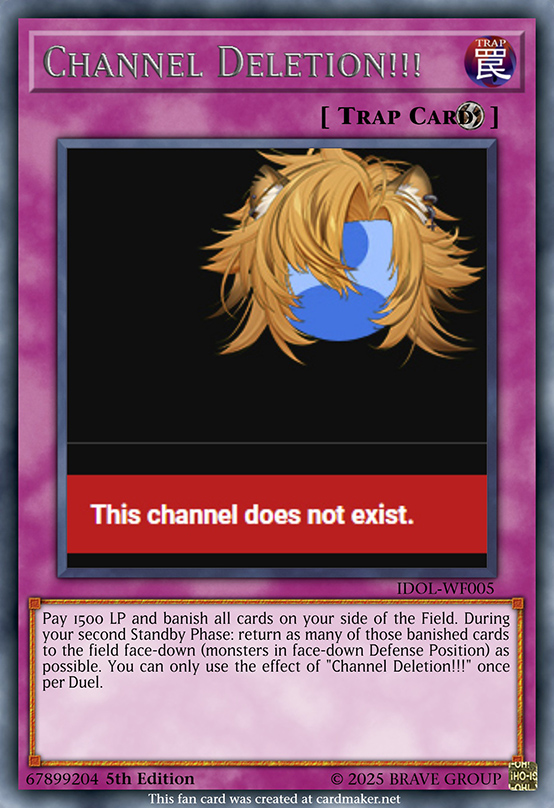 CHANNEL DELETION!!!
TRAP
罠
[ TRAP CARD ]
This channel does not exist.
IDOL-WF005
Pay 1500 LP and banish all cards on your side of the Field. During
your second Standby Phase: return as many of those banished cards
to the field face-down (monsters in face-down Defense Position) as
possible. You can only use the effect of "Channel Deletion!!!" once
per Duel.
67899204 5th Edition
© 2025 BRAVE GROUP
This fan card was created at cardmaker.net